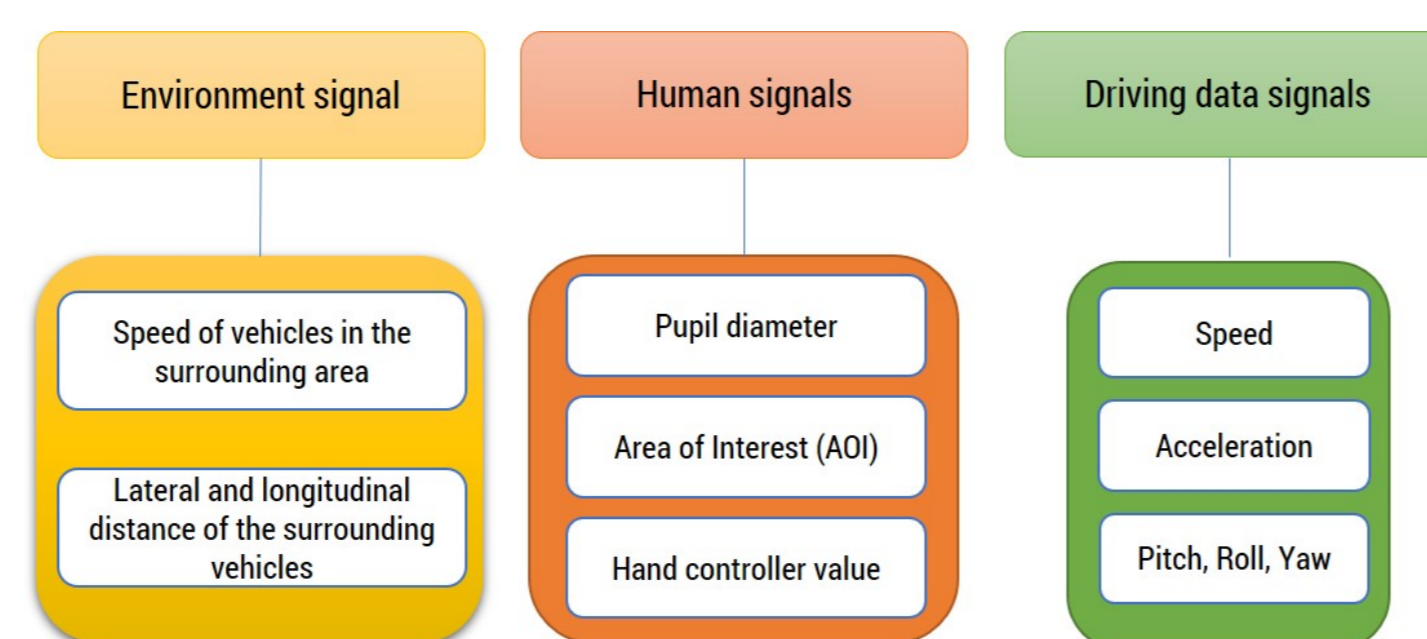 Environment signal
Human signals
Driving data signals
Speed of vehicles in the
surrounding area
Lateral and longitudinal
distance of the surrounding
vehicles
Pupil diameter
Area of Interest (AOI)
Hand controller value
Speed
Acceleration
Pitch, Roll, Yaw